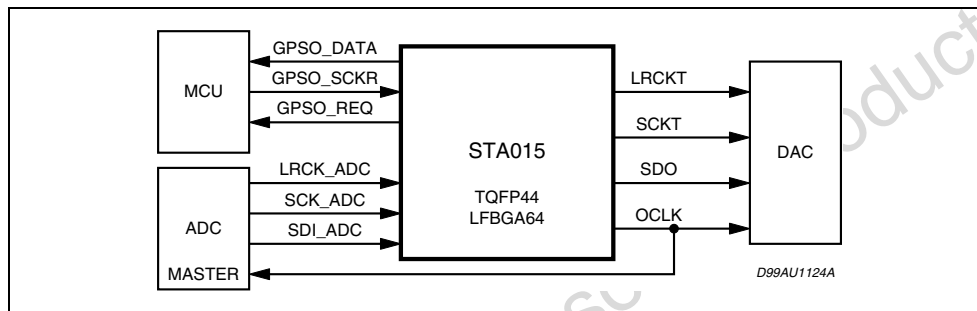 GPSO_DATA
GPSO_SCKR
GPSO_REQ
MCU
LRCK_ADC
SCK_ADC
SDI_ADC
ADC
MASTER
STA015
TQFP44
LFBGA64
LRCKT
SCKT
SDO
OCLK
DAC
D99AU1124A